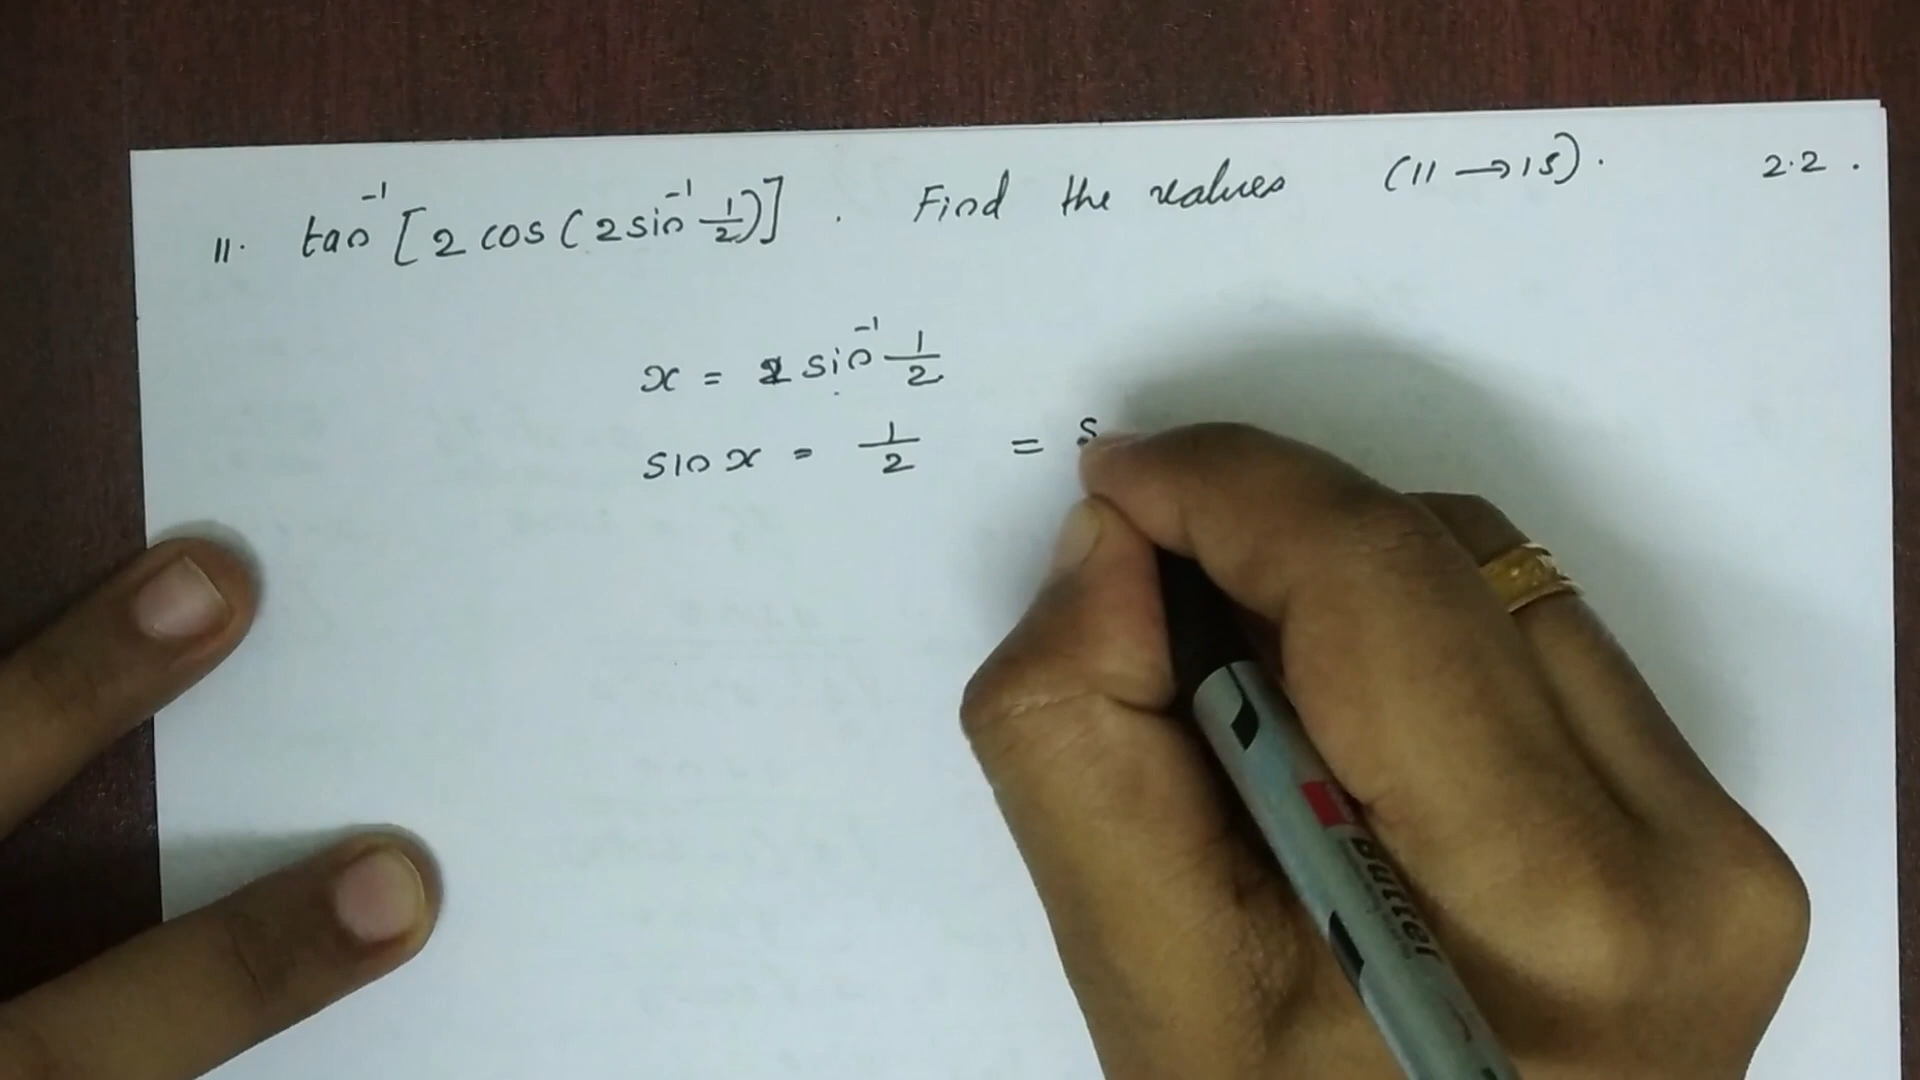 11. tan⁻¹ [2 cos (2 sin⁻¹ 1/2)] . Find the values (11 → 15). 2.2 .
x = sin⁻¹ 1/2
sin x = 1/2 = s
butter